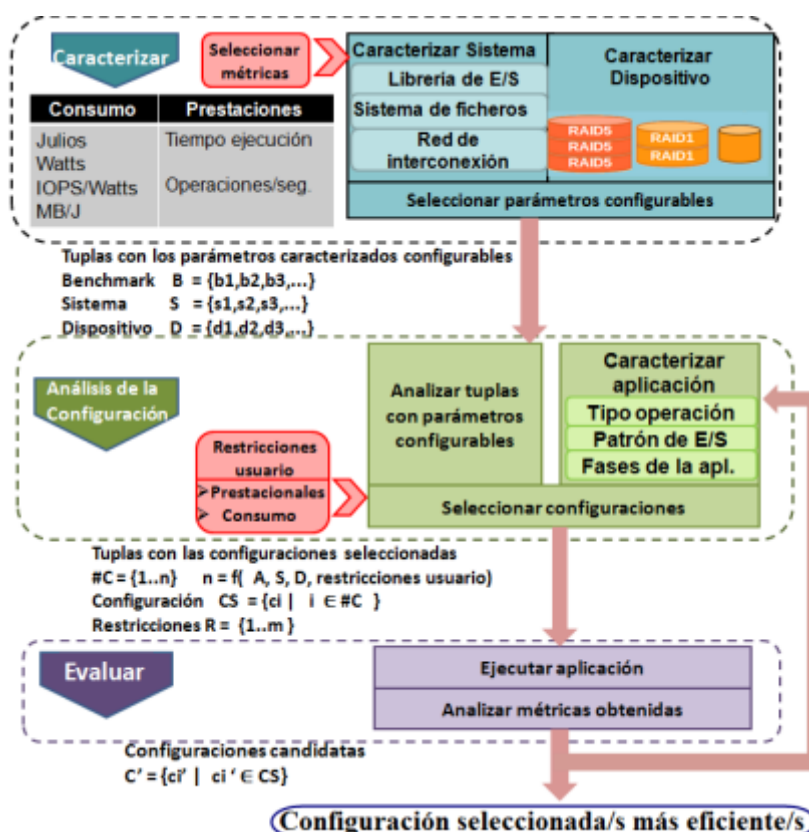 Caracterizar
Seleccionar
métricas
Caracterizar Sistema
Librería de E/S
Sistema de ficheros
Red de
interconexión
Caracterizar
Dispositivo
RAID5
RAID5
RAID5
RAID1
RAID1
Seleccionar parámetros configurables
Consumo Prestaciones
Julios Tiempo ejecución
Watts
IOPS/Watts Operaciones/seg.
MB/J
Tuplas con los parámetros caracterizados configurables
Benchmark B = {b1,b2,b3,...}
Sistema S = {s1,s2,s3,...}
Dispositivo D = {d1,d2,d3,...}
Análisis de la
Configuración
Analizar tuplas
con parámetros
configurables
Caracterizar
aplicación
Tipo operación
Patrón de E/S
Fases de la apl.
Restricciones
usuario
➢Prestacionales
➢ Consumo
Seleccionar configuraciones
Tuplas con las configuraciones seleccionadas
#C = {1..n} n = f( A, S, D, restricciones usuario)
Configuración CS = {ci | i ∈ #C }
Restricciones R = {1..m }
Evaluar
Ejecutar aplicación
Analizar métricas obtenidas
Configuraciones candidatas
C' = {ci' | ci ' ∈ CS}
Configuración seleccionada/s más eficiente/s